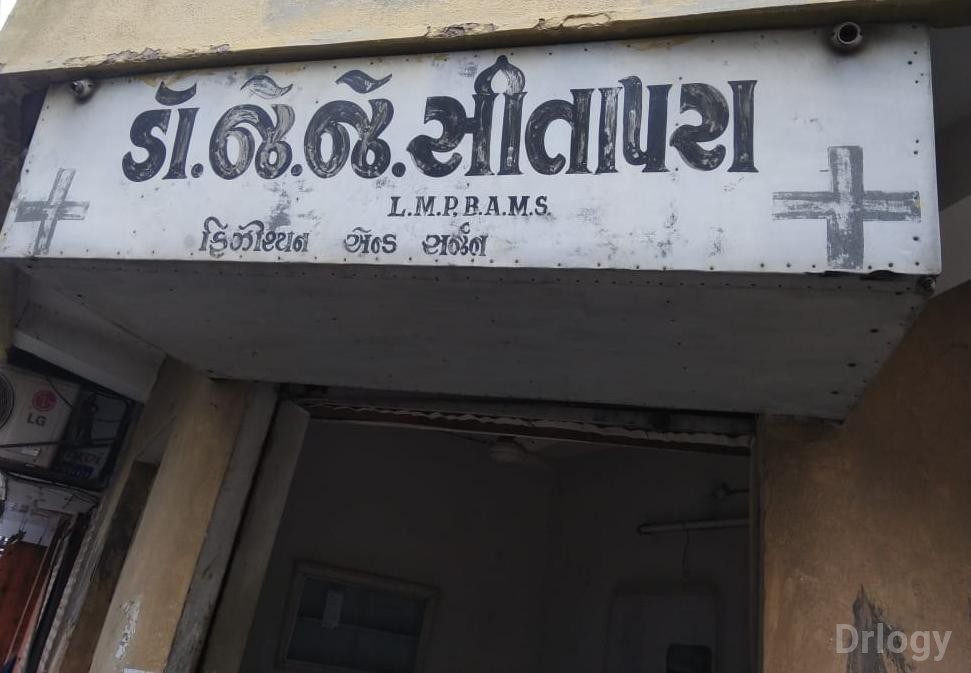 ડૉ.જે.જે.સીતાપરા
L.M.P. B.A.M.S.
ફિઝીશ્યન એન્ડ સર્જન
LG
Drlogy